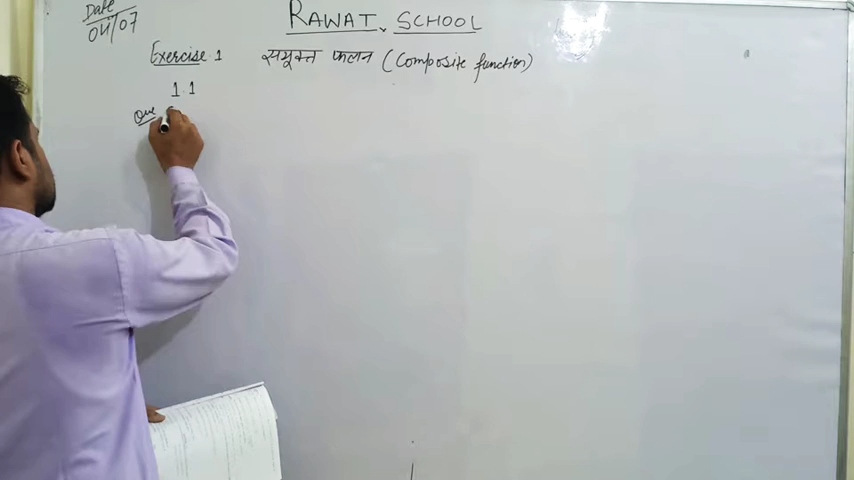 Date
04/07
RAWAT SCHOOL
Exercise 1 संयुक्त फलन (Composite function)
1.1
Que